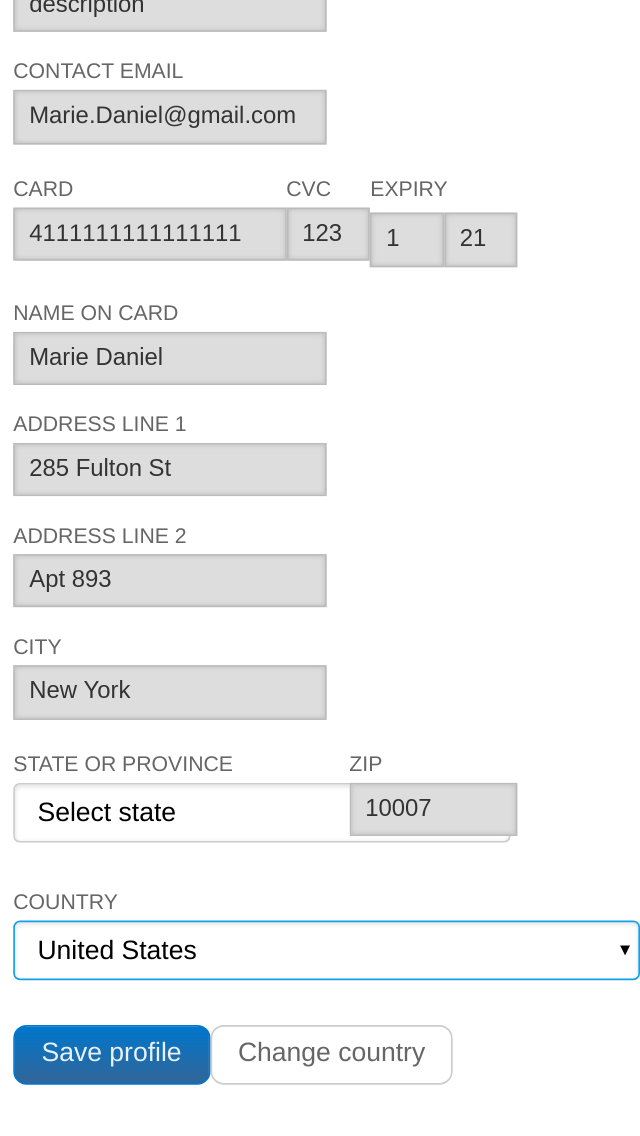 description
CONTACT EMAIL
Marie.Daniel@gmail.com
CARD CVC EXPIRY
4111111111111111 123 1 21
NAME ON CARD
Marie Daniel
ADDRESS LINE 1
285 Fulton St
ADDRESS LINE 2
Apt 893
CITY
New York
STATE OR PROVINCE ZIP
Select state 10007
COUNTRY
United States
Save profile Change country